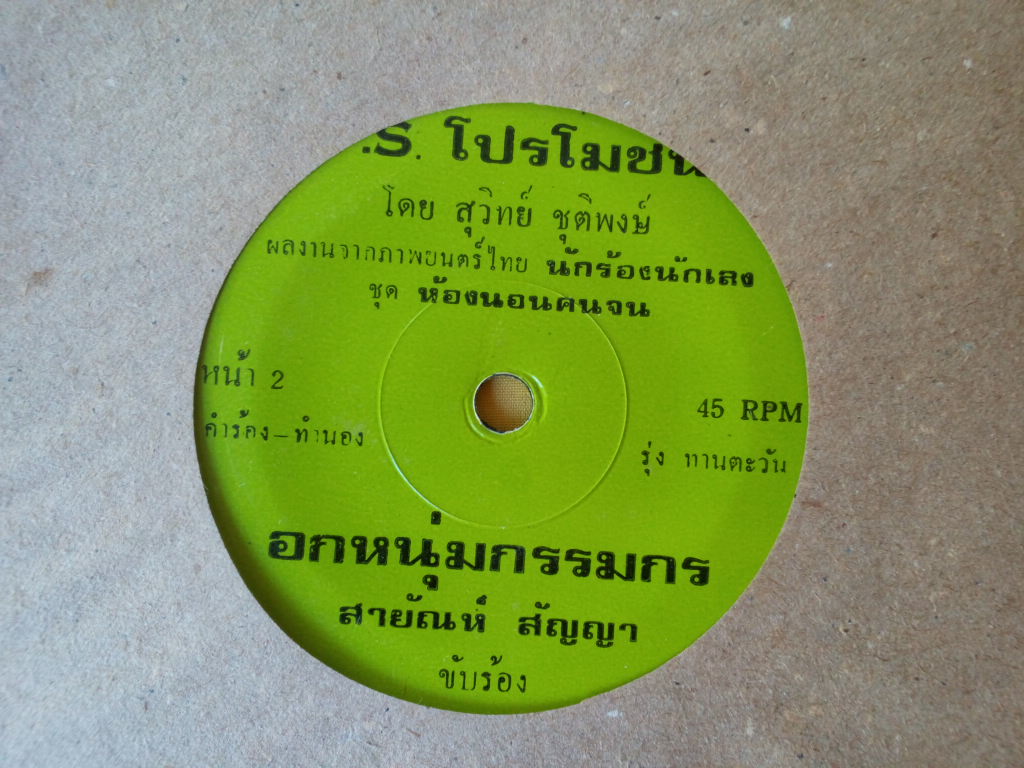 .S. โปรโมชน
โดย สุวิทย์ ชุติพงษ์
ผลงานจากภาพยนตร์ไทย นักร้องนักเลง
ชุด ห้องนอนคนจน
หน้า 2
45 RPM
คำร้อง - ทำนอง
รุ่ง ทานตะวัน
อกหนุ่มกรรมกร
สายัณห์ สัญญา
ขับร้อง